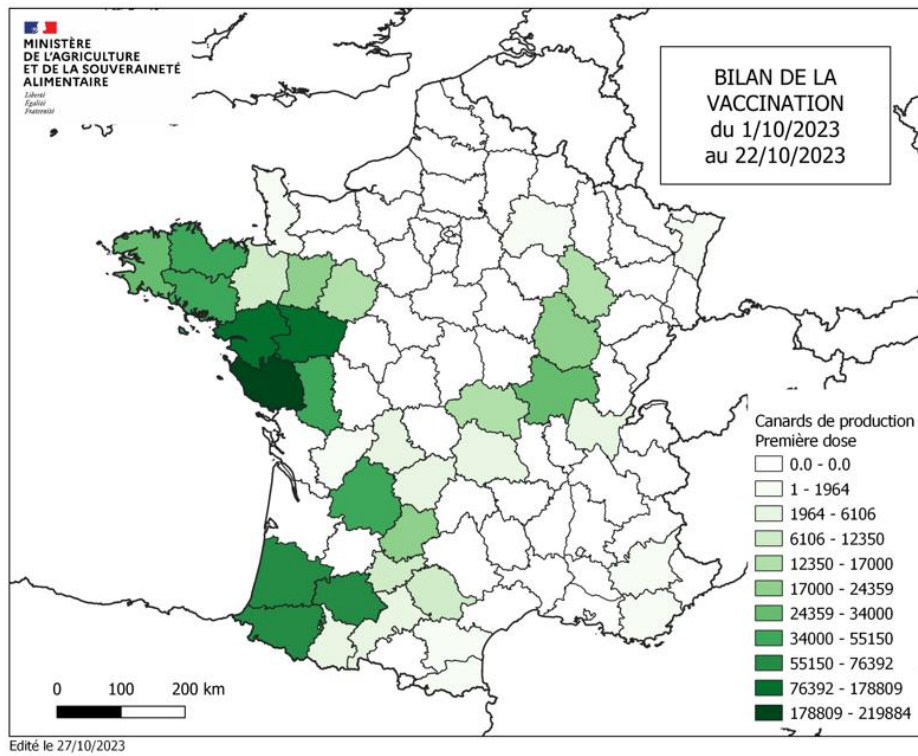 MINISTÈRE
DE L'AGRICULTURE
ET DE LA SOUVERAINETÉ
ALIMENTAIRE
Liberté
Égalité
Fraternité
BILAN DE LA
VACCINATION
du 1/10/2023
au 22/10/2023
Canards de production
Première dose
0.0 - 0.0
1 - 1964
1964 - 6106
6106 - 12350
12350 - 17000
17000 - 24359
24359 - 34000
34000 - 55150
55150 - 76392
76392 - 178809
178809 - 219884
0 100 200 km
Edité le 27/10/2023